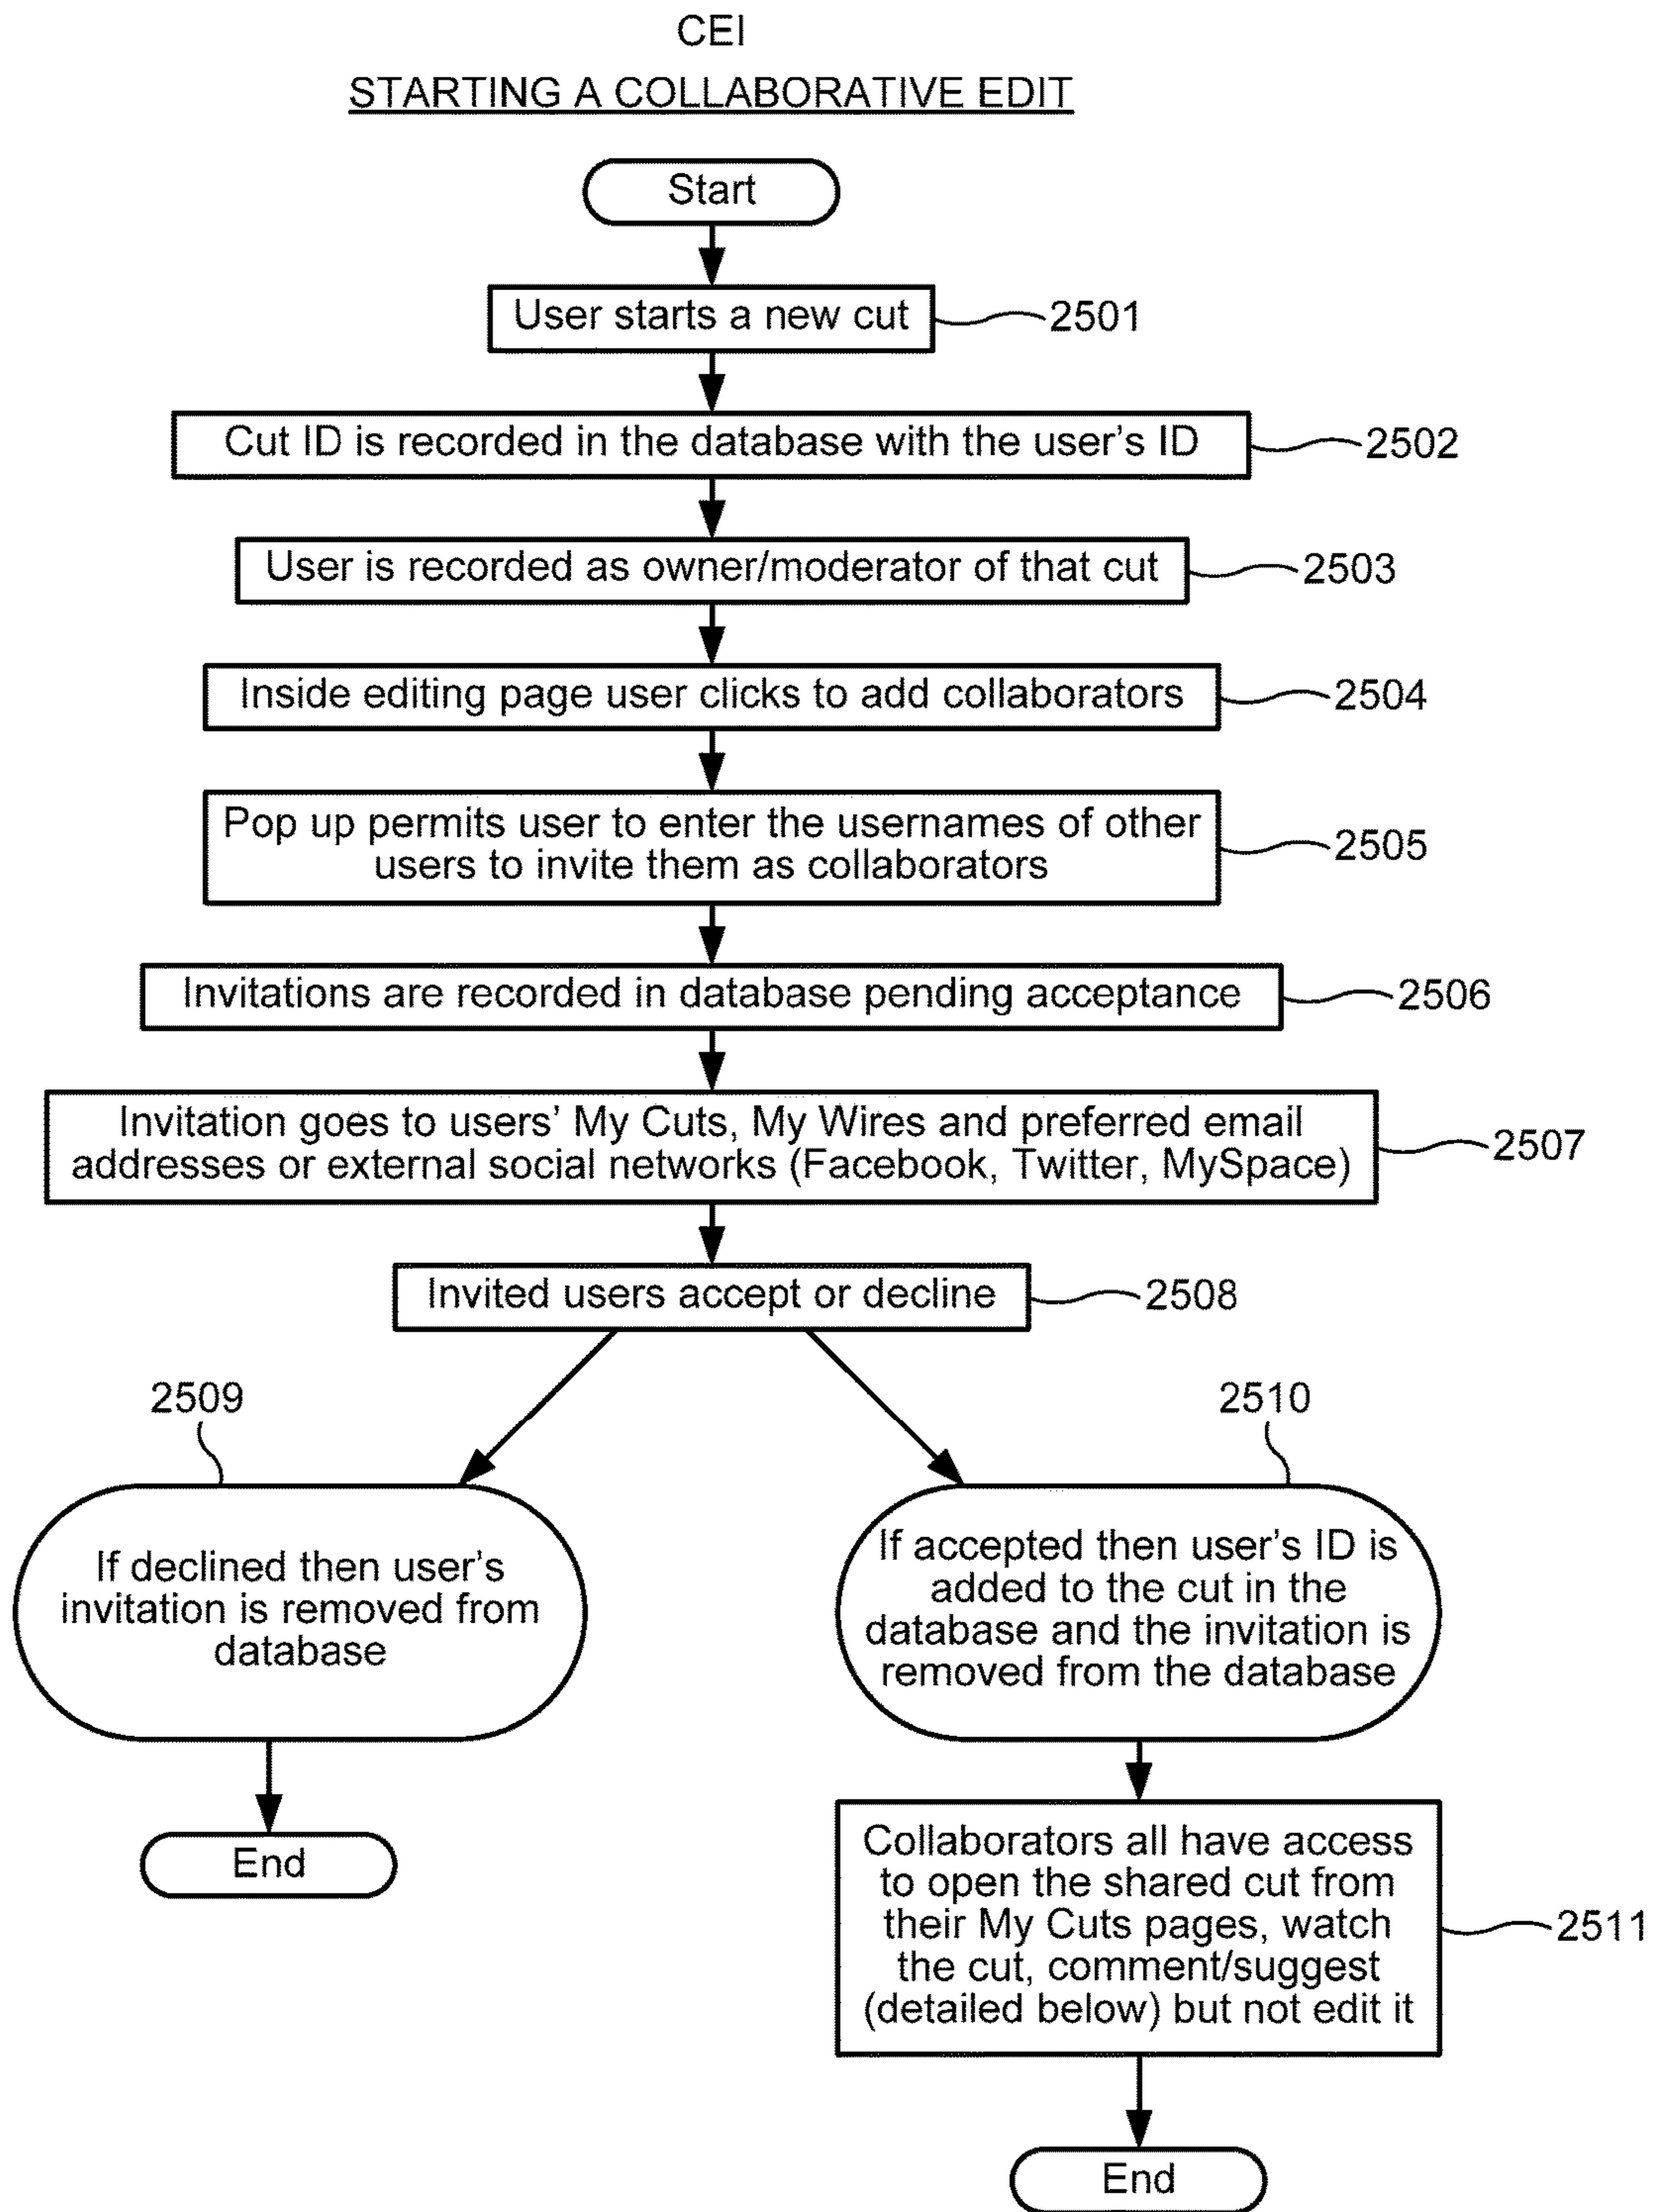 CEI
STARTING A COLLABORATIVE EDIT
Start
User starts a new cut
2501
Cut ID is recorded in the database with the user’s ID
2502
User is recorded as owner/moderator of that cut
2503
Inside editing page user clicks to add collaborators
2504
Pop up permits user to enter the usernames of other
users to invite them as collaborators
2505
Invitations are recorded in database pending acceptance
2506
Invitation goes to users’ My Cuts, My Wires and preferred email
addresses or external social networks (Facebook, Twitter, MySpace)
2507
Invited users accept or decline
2508
2509
If declined then user’s
invitation is removed from
database
End
2510
If accepted then user’s ID is
added to the cut in the
database and the invitation is
removed from the database
Collaborators all have access
to open the shared cut from
their My Cuts pages, watch
the cut, comment/suggest
(detailed below) but not edit it
2511
End